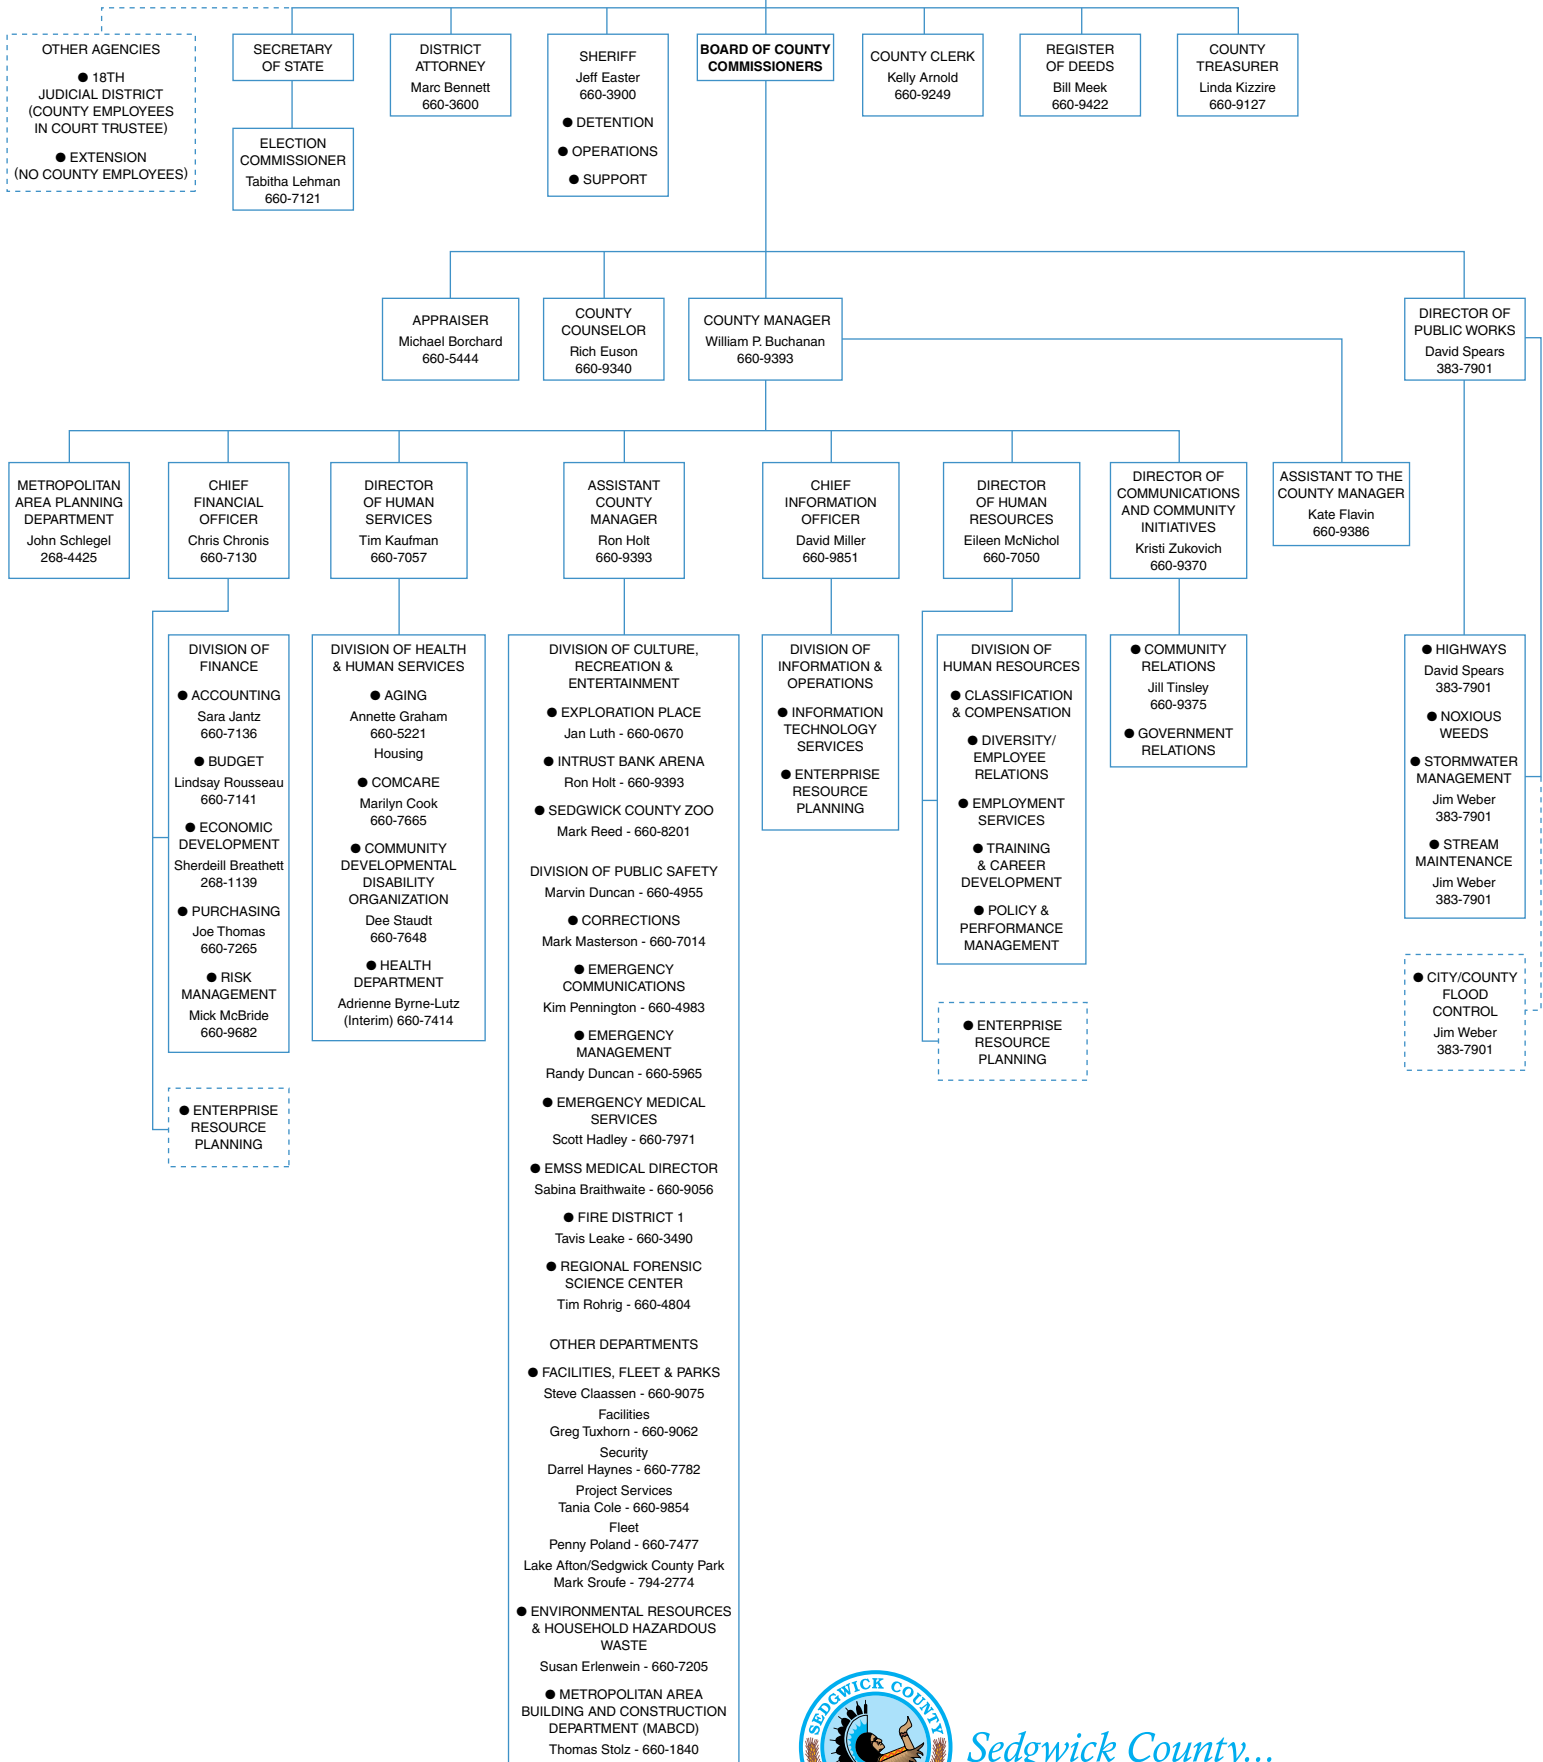 OTHER AGENCIES
● 18TH
JUDICIAL DISTRICT
(COUNTY EMPLOYEES
IN COURT TRUSTEE)
● EXTENSION
(NO COUNTY EMPLOYEES)
SECRETARY
OF STATE
ELECTION
COMMISSIONER
Tabitha Lehman
660-7121
DISTRICT
ATTORNEY
Marc Bennett
660-3600
SHERIFF
Jeff Easter
660-3900
● DETENTION
● OPERATIONS
● SUPPORT
BOARD OF COUNTY
COMMISSIONERS
COUNTY CLERK
Kelly Arnold
660-9249
REGISTER
OF DEEDS
Bill Meek
660-9422
COUNTY
TREASURER
Linda Kizzire
660-9127
APPRAISER
Michael Borchard
660-5444
COUNTY
COUNSELOR
Rich Euson
660-9340
COUNTY MANAGER
William P. Buchanan
660-9393
DIRECTOR OF
PUBLIC WORKS
David Spears
383-7901
METROPOLITAN
AREA PLANNING
DEPARTMENT
John Schlegel
268-4425
CHIEF
FINANCIAL
OFFICER
Chris Chronis
660-7130
DIRECTOR
OF HUMAN
SERVICES
Tim Kaufman
660-7057
ASSISTANT
COUNTY
MANAGER
Ron Holt
660-9393
CHIEF
INFORMATION
OFFICER
David Miller
660-9851
DIRECTOR
OF HUMAN
RESOURCES
Eileen McNichol
660-7050
DIRECTOR OF
COMMUNICATIONS
AND COMMUNITY
INITIATIVES
Kristi Zukovich
660-9370
ASSISTANT TO THE
COUNTY MANAGER
Kate Flavin
660-9386
DIVISION OF
FINANCE
● ACCOUNTING
Sara Jantz
660-7136
● BUDGET
Lindsay Rousseau
660-7141
● ECONOMIC
DEVELOPMENT
Sherdeill Breathett
268-1139
● PURCHASING
Joe Thomas
660-7265
● RISK
MANAGEMENT
Mick McBride
660-9682
● ENTERPRISE
RESOURCE
PLANNING
DIVISION OF HEALTH
& HUMAN SERVICES
● AGING
Annette Graham
660-5221
Housing
● COMCARE
Marilyn Cook
660-7665
● COMMUNITY
DEVELOPMENTAL
DISABILITY
ORGANIZATION
Dee Staudt
660-7648
● HEALTH
DEPARTMENT
Adrienne Byrne-Lutz
(Interim) 660-7414
DIVISION OF CULTURE,
RECREATION &
ENTERTAINMENT
● EXPLORATION PLACE
Jan Luth - 660-0670
● INTRUST BANK ARENA
Ron Holt - 660-9393
● SEDGWICK COUNTY ZOO
Mark Reed - 660-8201
DIVISION OF PUBLIC SAFETY
Marvin Duncan - 660-4955
● CORRECTIONS
Mark Masterson - 660-7014
● EMERGENCY
COMMUNICATIONS
Kim Pennington - 660-4983
● EMERGENCY
MANAGEMENT
Randy Duncan - 660-5965
● EMERGENCY MEDICAL
SERVICES
Scott Hadley - 660-7971
● EMSS MEDICAL DIRECTOR
Sabina Braithwaite - 660-9056
● FIRE DISTRICT 1
Tavis Leake - 660-3490
● REGIONAL FORENSIC
SCIENCE CENTER
Tim Rohrig - 660-4804
OTHER DEPARTMENTS
● FACILITIES, FLEET & PARKS
Steve Claassen - 660-9075
Facilities
Greg Tuxhorn - 660-9062
Security
Darrel Haynes - 660-7782
Project Services
Tania Cole - 660-9854
Fleet
Penny Poland - 660-7477
Lake Afton/Sedgwick County Park
Mark Sroufe - 794-2774
● ENVIRONMENTAL RESOURCES
& HOUSEHOLD HAZARDOUS
WASTE
Susan Erlenwein - 660-7205
● METROPOLITAN AREA
BUILDING AND CONSTRUCTION
DEPARTMENT (MABCD)
Thomas Stolz - 660-1840
DIVISION OF
INFORMATION &
OPERATIONS
● INFORMATION
TECHNOLOGY
SERVICES
● ENTERPRISE
RESOURCE
PLANNING
DIVISION OF
HUMAN RESOURCES
● CLASSIFICATION
& COMPENSATION
● DIVERSITY/
EMPLOYEE
RELATIONS
● EMPLOYMENT
SERVICES
● TRAINING
& CAREER
DEVELOPMENT
● POLICY &
PERFORMANCE
MANAGEMENT
● ENTERPRISE
RESOURCE
PLANNING
● COMMUNITY
RELATIONS
Jill Tinsley
660-9375
● GOVERNMENT
RELATIONS
● HIGHWAYS
David Spears
383-7901
● NOXIOUS
WEEDS
● STORMWATER
MANAGEMENT
Jim Weber
383-7901
● STREAM
MAINTENANCE
Jim Weber
383-7901
● CITY/COUNTY
FLOOD
CONTROL
Jim Weber
383-7901
SEDGWICK COUNTY
Sedgwick County...